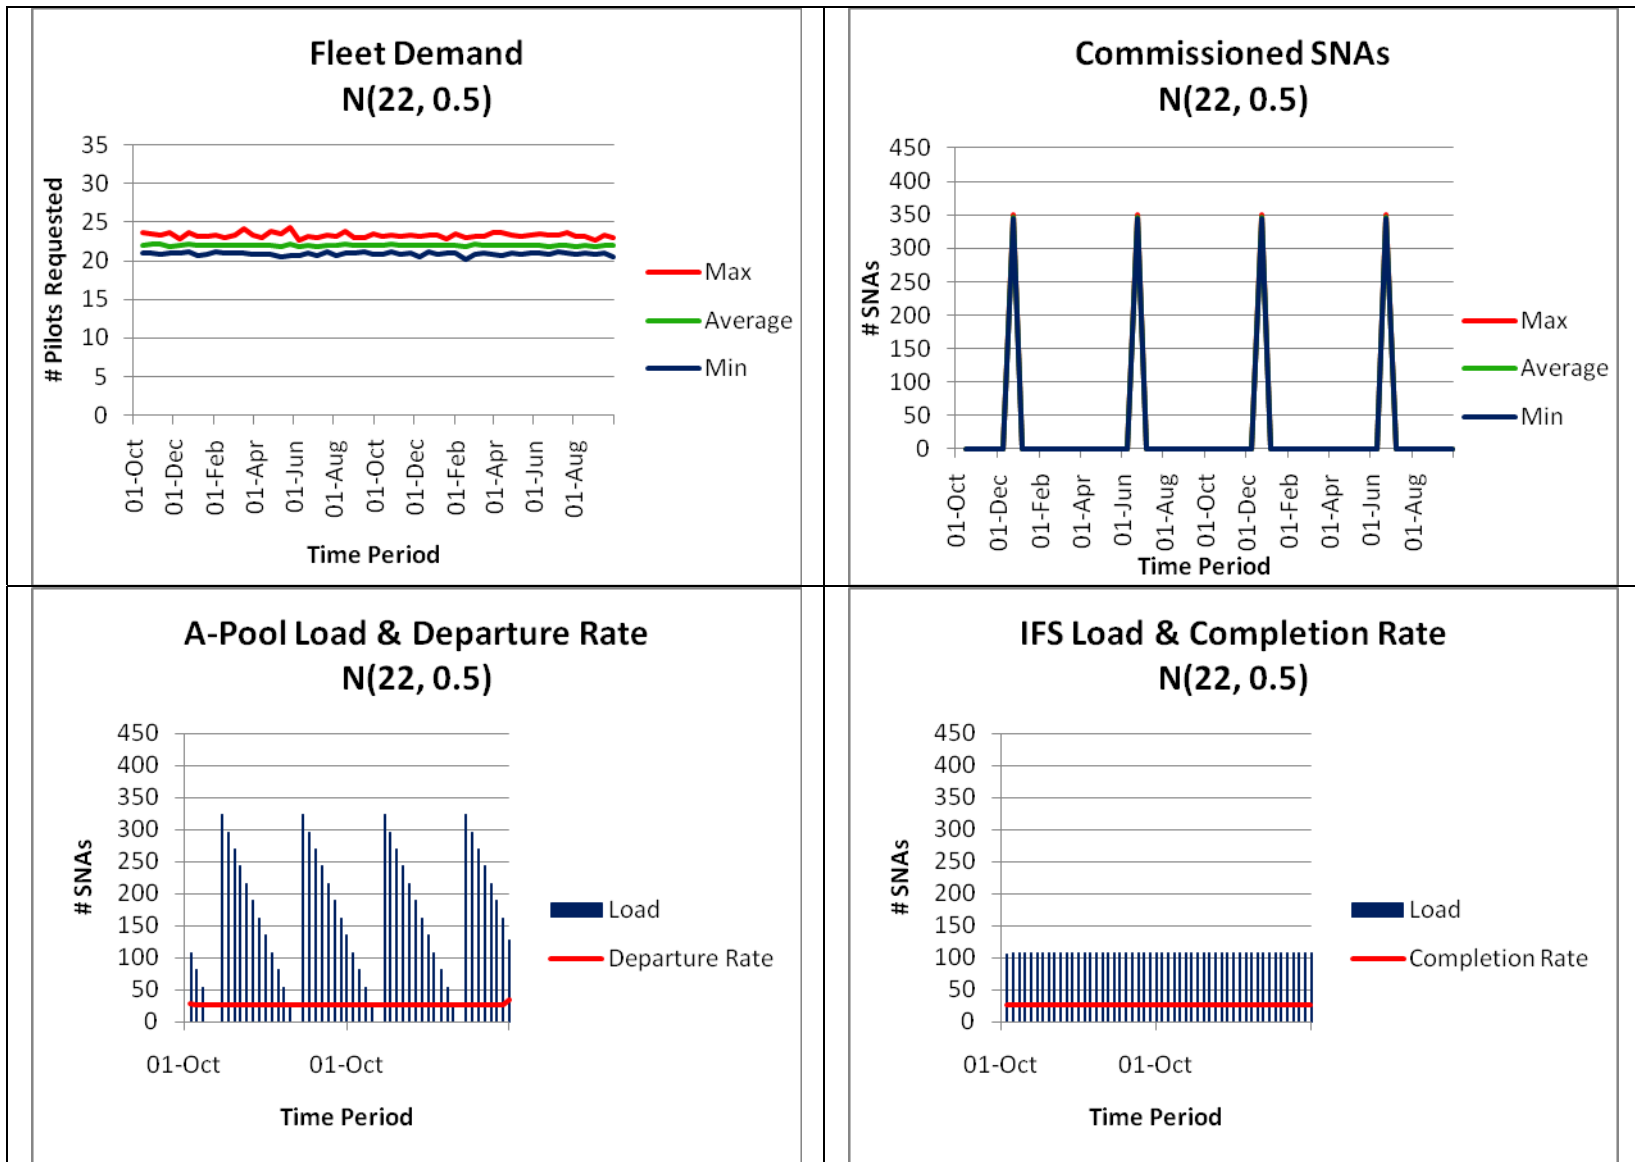 Fleet Demand
N(22, 0.5)
# Pilots Requested
35
30
25
20
15
10
5
0
01-Oct
01-Dec
01-Feb
01-Apr
01-Jun
01-Aug
01-Oct
01-Dec
01-Feb
01-Apr
01-Jun
01-Aug
Time Period
Max
Average
Min
Commissioned SNAs
N(22, 0.5)
# SNAs
450
400
350
300
250
200
150
100
50
0
01-Oct
01-Dec
01-Feb
01-Apr
01-Jun
01-Aug
01-Oct
01-Dec
01-Feb
01-Apr
01-Jun
01-Aug
Time Period
Max
Average
Min
A-Pool Load & Departure Rate
N(22, 0.5)
# SNAs
450
400
350
300
250
200
150
100
50
0
01-Oct
01-Oct
Time Period
Load
Departure Rate
IFS Load & Completion Rate
N(22, 0.5)
# SNAs
450
400
350
300
250
200
150
100
50
0
01-Oct
01-Oct
Time Period
Load
Completion Rate